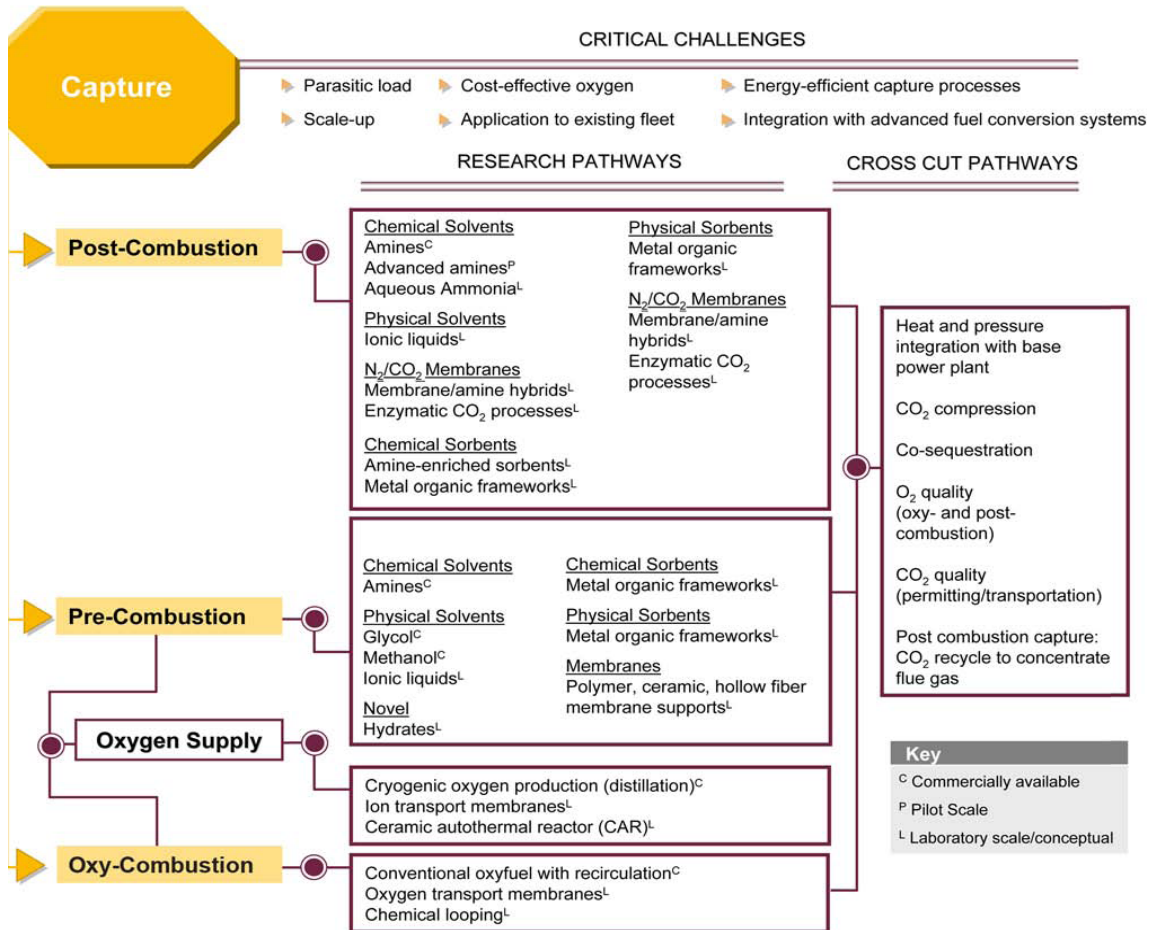 Capture
CRITICAL CHALLENGES
Parasitic load
Cost-effective oxygen
Energy-efficient capture processes
Scale-up
Application to existing fleet
Integration with advanced fuel conversion systems
RESEARCH PATHWAYS
CROSS CUT PATHWAYS
Post-Combustion
Chemical Solvents
Aminesᶜ
Advanced aminesᴾ
Aqueous Ammoniaᴸ
Physical Solvents
Ionic liquidsᴸ
N₂/CO₂ Membranes
Membrane/amine hybridsᴸ
Enzymatic CO₂ processesᴸ
Chemical Sorbents
Amine-enriched sorbentsᴸ
Metal organic frameworksᴸ
Physical Sorbents
Metal organic
frameworksᴸ
N₂/CO₂ Membranes
Membrane/amine
hybridsᴸ
Enzymatic CO₂
processesᴸ
Pre-Combustion
Chemical Solvents
Aminesᶜ
Physical Solvents
Glycolᶜ
Methanolᶜ
Ionic liquidsᴸ
Novel
Hydratesᴸ
Chemical Sorbents
Metal organic frameworksᴸ
Physical Sorbents
Metal organic frameworksᴸ
Membranes
Polymer, ceramic, hollow fiber
membrane supportsᴸ
Oxygen Supply
Cryogenic oxygen production (distillation)ᶜ
Ion transport membranesᴸ
Ceramic autothermal reactor (CAR)ᴸ
Oxy-Combustion
Conventional oxyfuel with recirculationᶜ
Oxygen transport membranesᴸ
Chemical loopingᴸ
Heat and pressure
integration with base
power plant
CO₂ compression
Co-sequestration
O₂ quality
(oxy- and post-
combustion)
CO₂ quality
(permitting/transportation)
Post combustion capture:
CO₂ recycle to concentrate
flue gas
Key
ᶜ Commercially available
ᴾ Pilot Scale
ᴸ Laboratory scale/conceptual